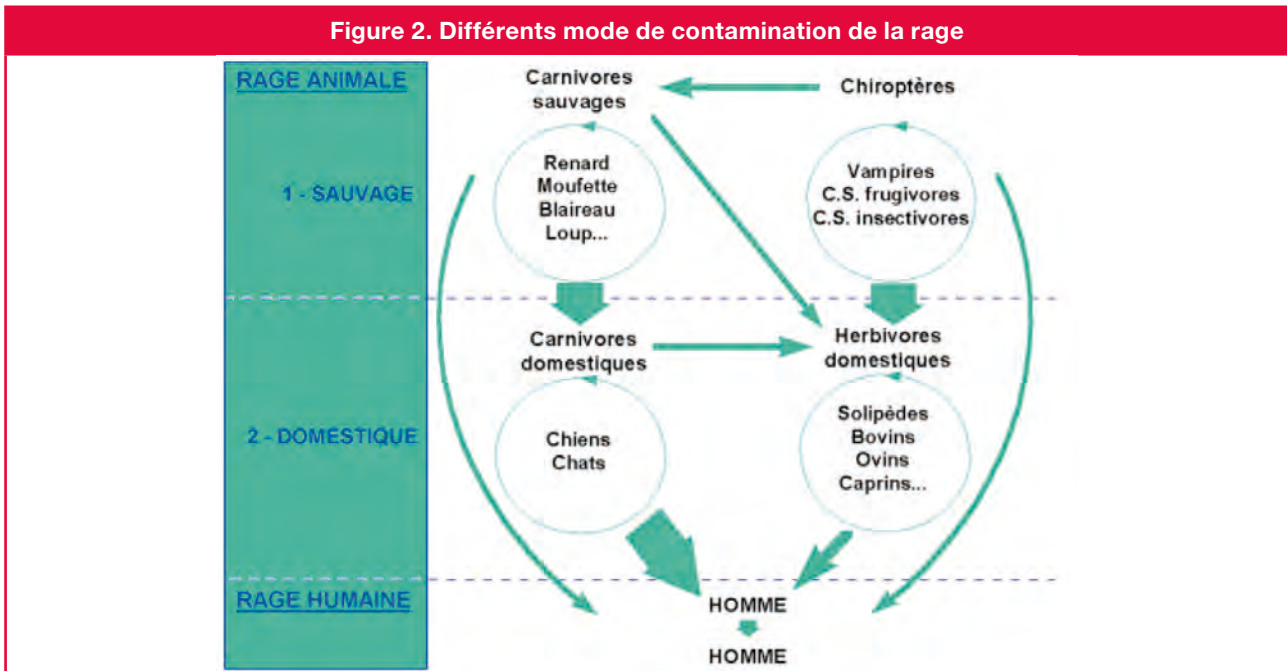 Figure 2. Différents mode de contamination de la rage
RAGE ANIMALE
Carnivores
sauvages
Chiroptères
1 - SAUVAGE
Renard
Moufette
Blaireau
Loup...
Vampires
C.S. frugivores
C.S. insectivores
Carnivores
domestiques
Herbivores
domestiques
2 - DOMESTIQUE
Chiens
Chats
Solipèdes
Bovins
Ovins
Caprins...
RAGE HUMAINE
HOMME
HOMME